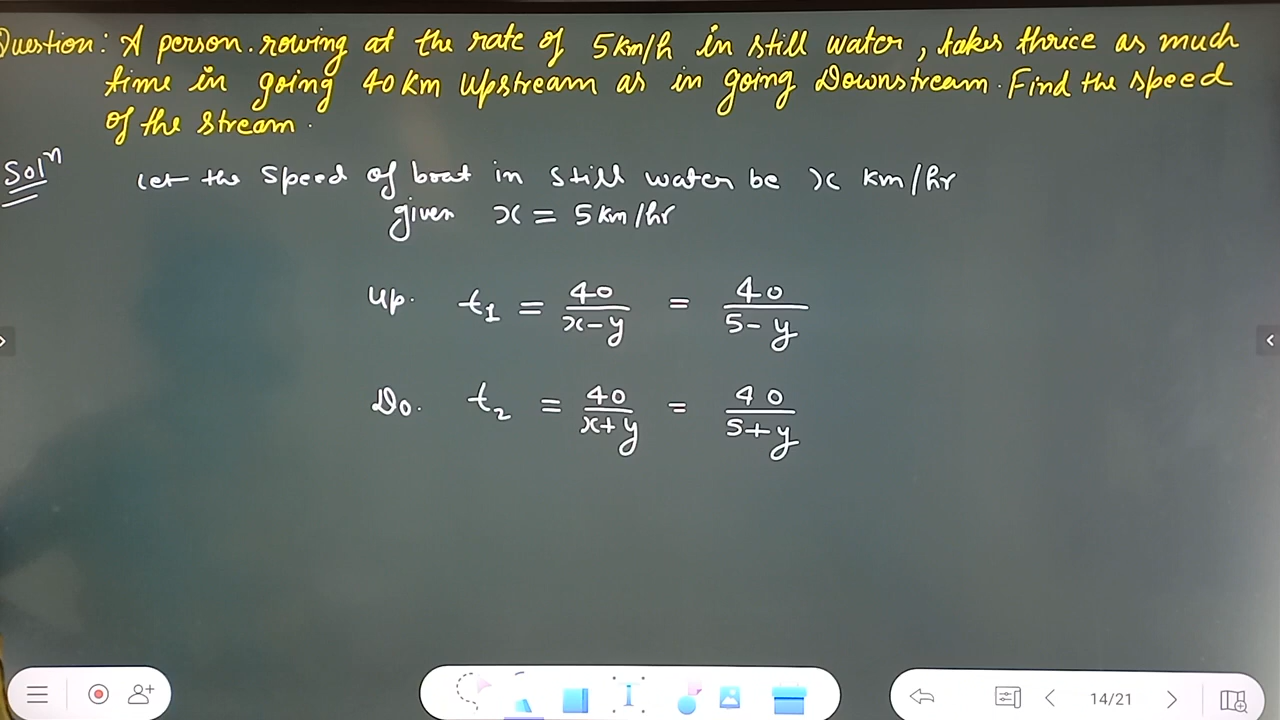 Question: A person rowing at the rate of 5km/h in still water, takes thrice as much
time in going 40km upstream as in going Downstream. Find the speed
of the stream.
Solⁿ let the speed of boat in still water be x km/hr
given x = 5km/hr
Up. t₁ = 40/(x-y) = 40/(5-y)
Do. t₂ = 40/(x+y) = 40/(5+y)
14/21